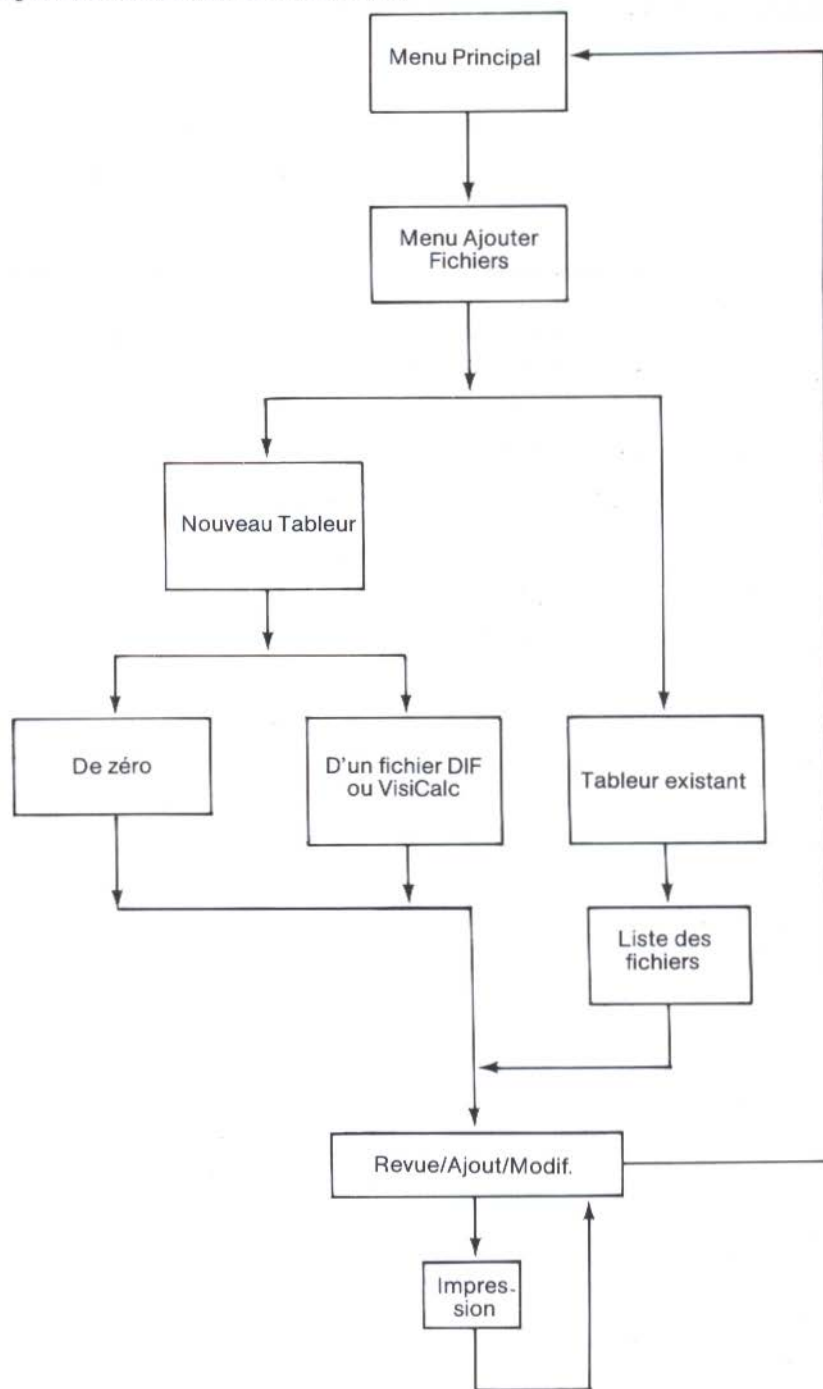 Menu Principal
Menu Ajouter
Fichiers
Nouveau Tableur
De zéro
D'un fichier DIF
ou VisiCalc
Tableur existant
Liste des
fichiers
Revue/Ajout/Modif.
Impres-
sion